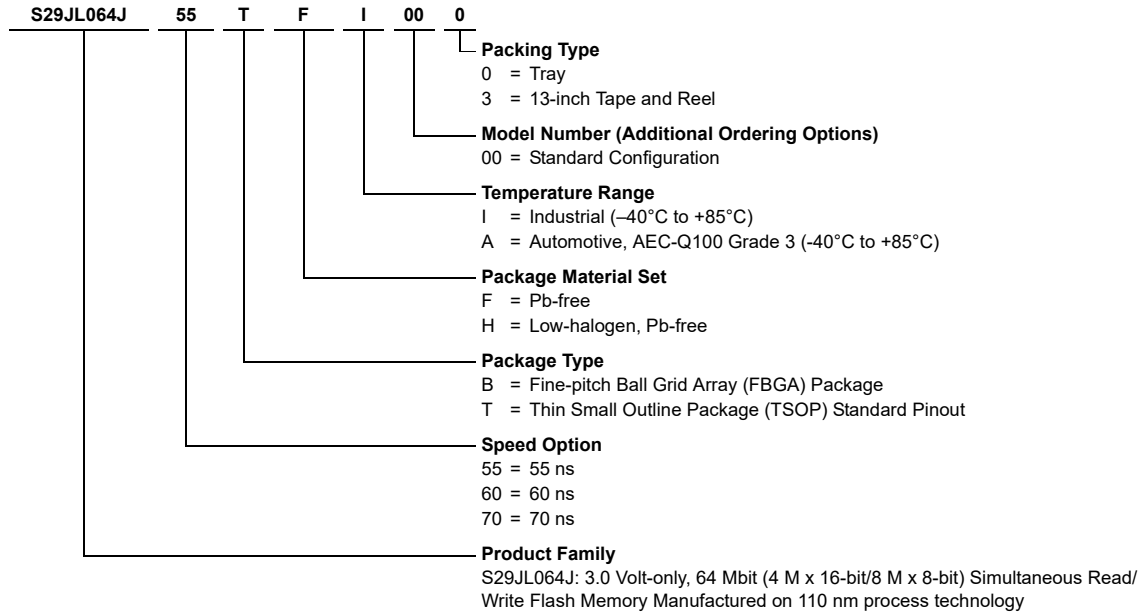 S29JL064J 55 T F I 00 0
Packing Type
0 = Tray
3 = 13-inch Tape and Reel
Model Number (Additional Ordering Options)
00 = Standard Configuration
Temperature Range
I = Industrial (–40°C to +85°C)
A = Automotive, AEC-Q100 Grade 3 (-40°C to +85°C)
Package Material Set
F = Pb-free
H = Low-halogen, Pb-free
Package Type
B = Fine-pitch Ball Grid Array (FBGA) Package
T = Thin Small Outline Package (TSOP) Standard Pinout
Speed Option
55 = 55 ns
60 = 60 ns
70 = 70 ns
Product Family
S29JL064J: 3.0 Volt-only, 64 Mbit (4 M x 16-bit/8 M x 8-bit) Simultaneous Read/
Write Flash Memory Manufactured on 110 nm process technology